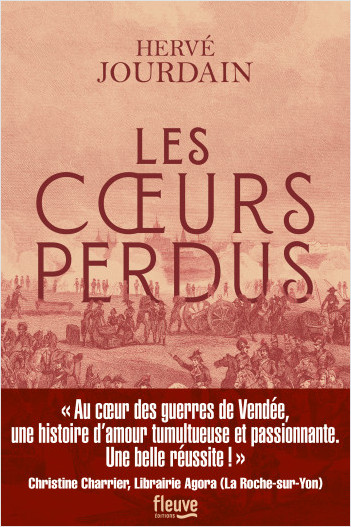 HERVÉ
JOURDAIN
LES
CŒURS
PERDUS
« Au cœur des guerres de Vendée,
une histoire d’amour tumultueuse et passionnante.
Une belle réussite ! »
Christine Charrier, Librairie Agora (La Roche-sur-Yon)
fleuve
ÉDITIONS